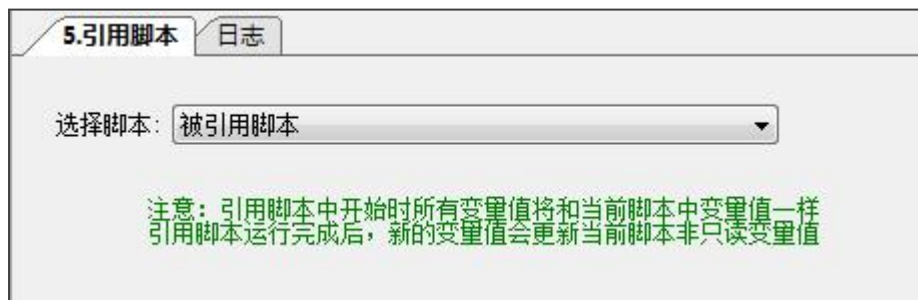 5.引用脚本 日志
选择脚本: 被引用脚本
注意：引用脚本中开始时所有变量值将和当前脚本中变量值一样
引用脚本运行完成后，新的变量值会更新当前脚本非只读变量值